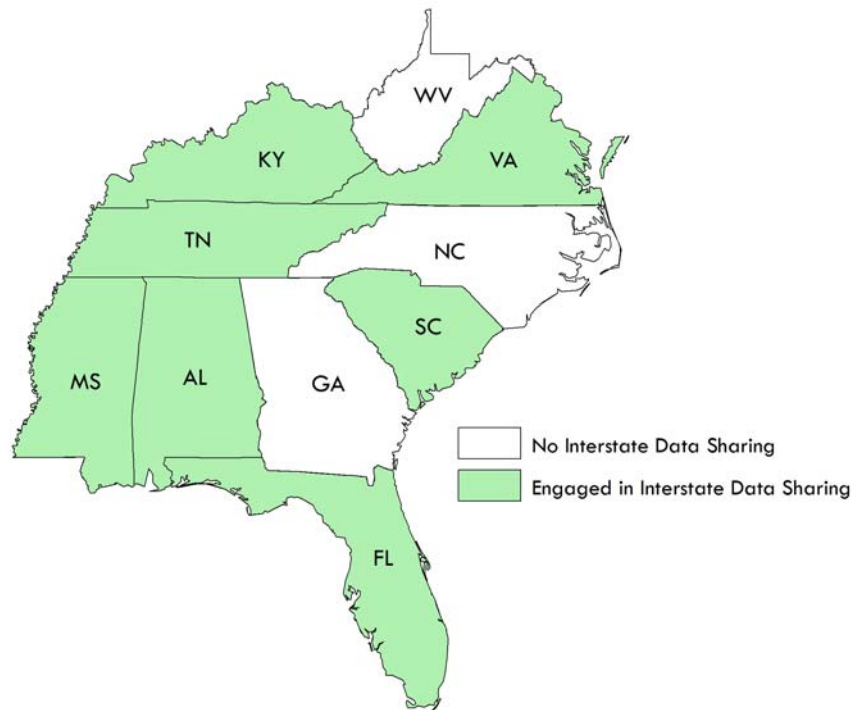 WV
KY
VA
TN
NC
SC
MS
AL
GA
No Interstate Data Sharing
Engaged in Interstate Data Sharing
FL